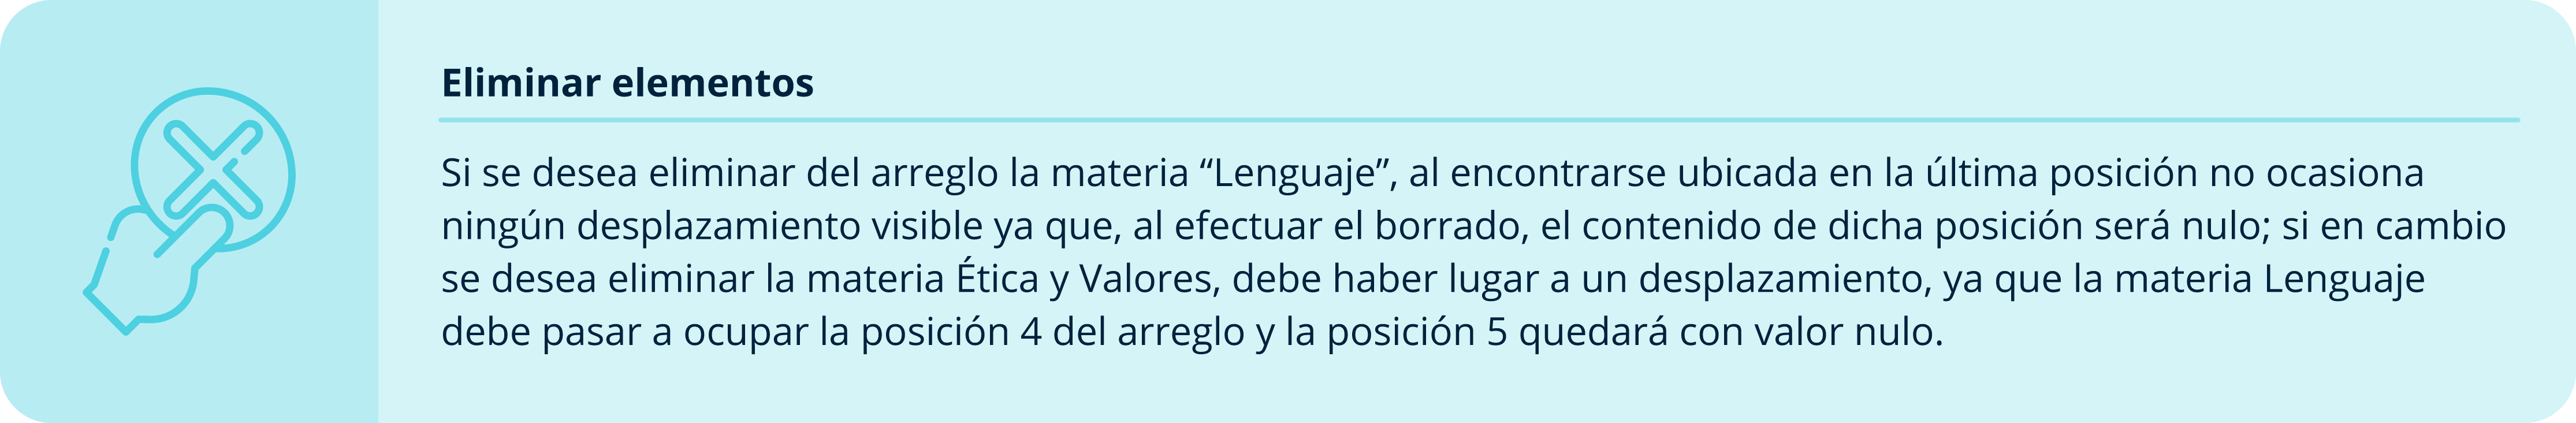 Eliminar elementos
Si se desea eliminar del arreglo la materia “Lenguaje”, al encontrarse ubicada en la última posición no ocasiona
ningún desplazamiento visible ya que, al efectuar el borrado, el contenido de dicha posición será nulo; si en cambio
se desea eliminar la materia Ética y Valores, debe haber lugar a un desplazamiento, ya que la materia Lenguaje
debe pasar a ocupar la posición 4 del arreglo y la posición 5 quedará con valor nulo.